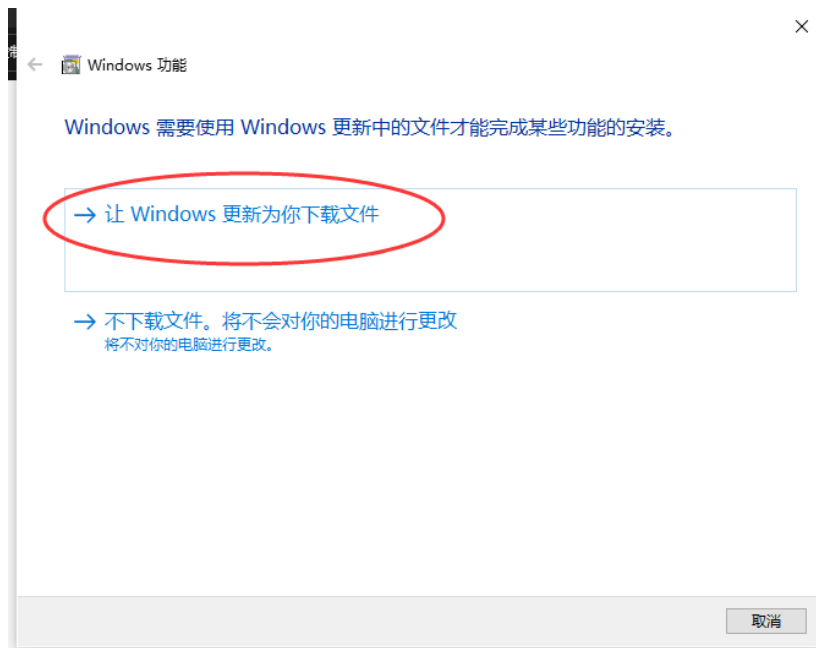 Windows 功能
Windows 需要使用 Windows 更新中的文件才能完成某些功能的安装。
让 Windows 更新为你下载文件
不下载文件。将不会对你的电脑进行更改
将不对你的电脑进行更改。
取消